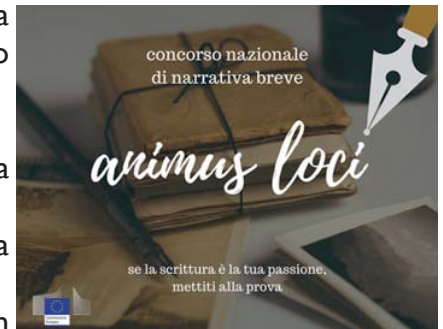 a
o
a
a
n
concorso nazionale
di narrativa breve
animus loci
se la scrittura è la tua passione,
mettiti alla prova